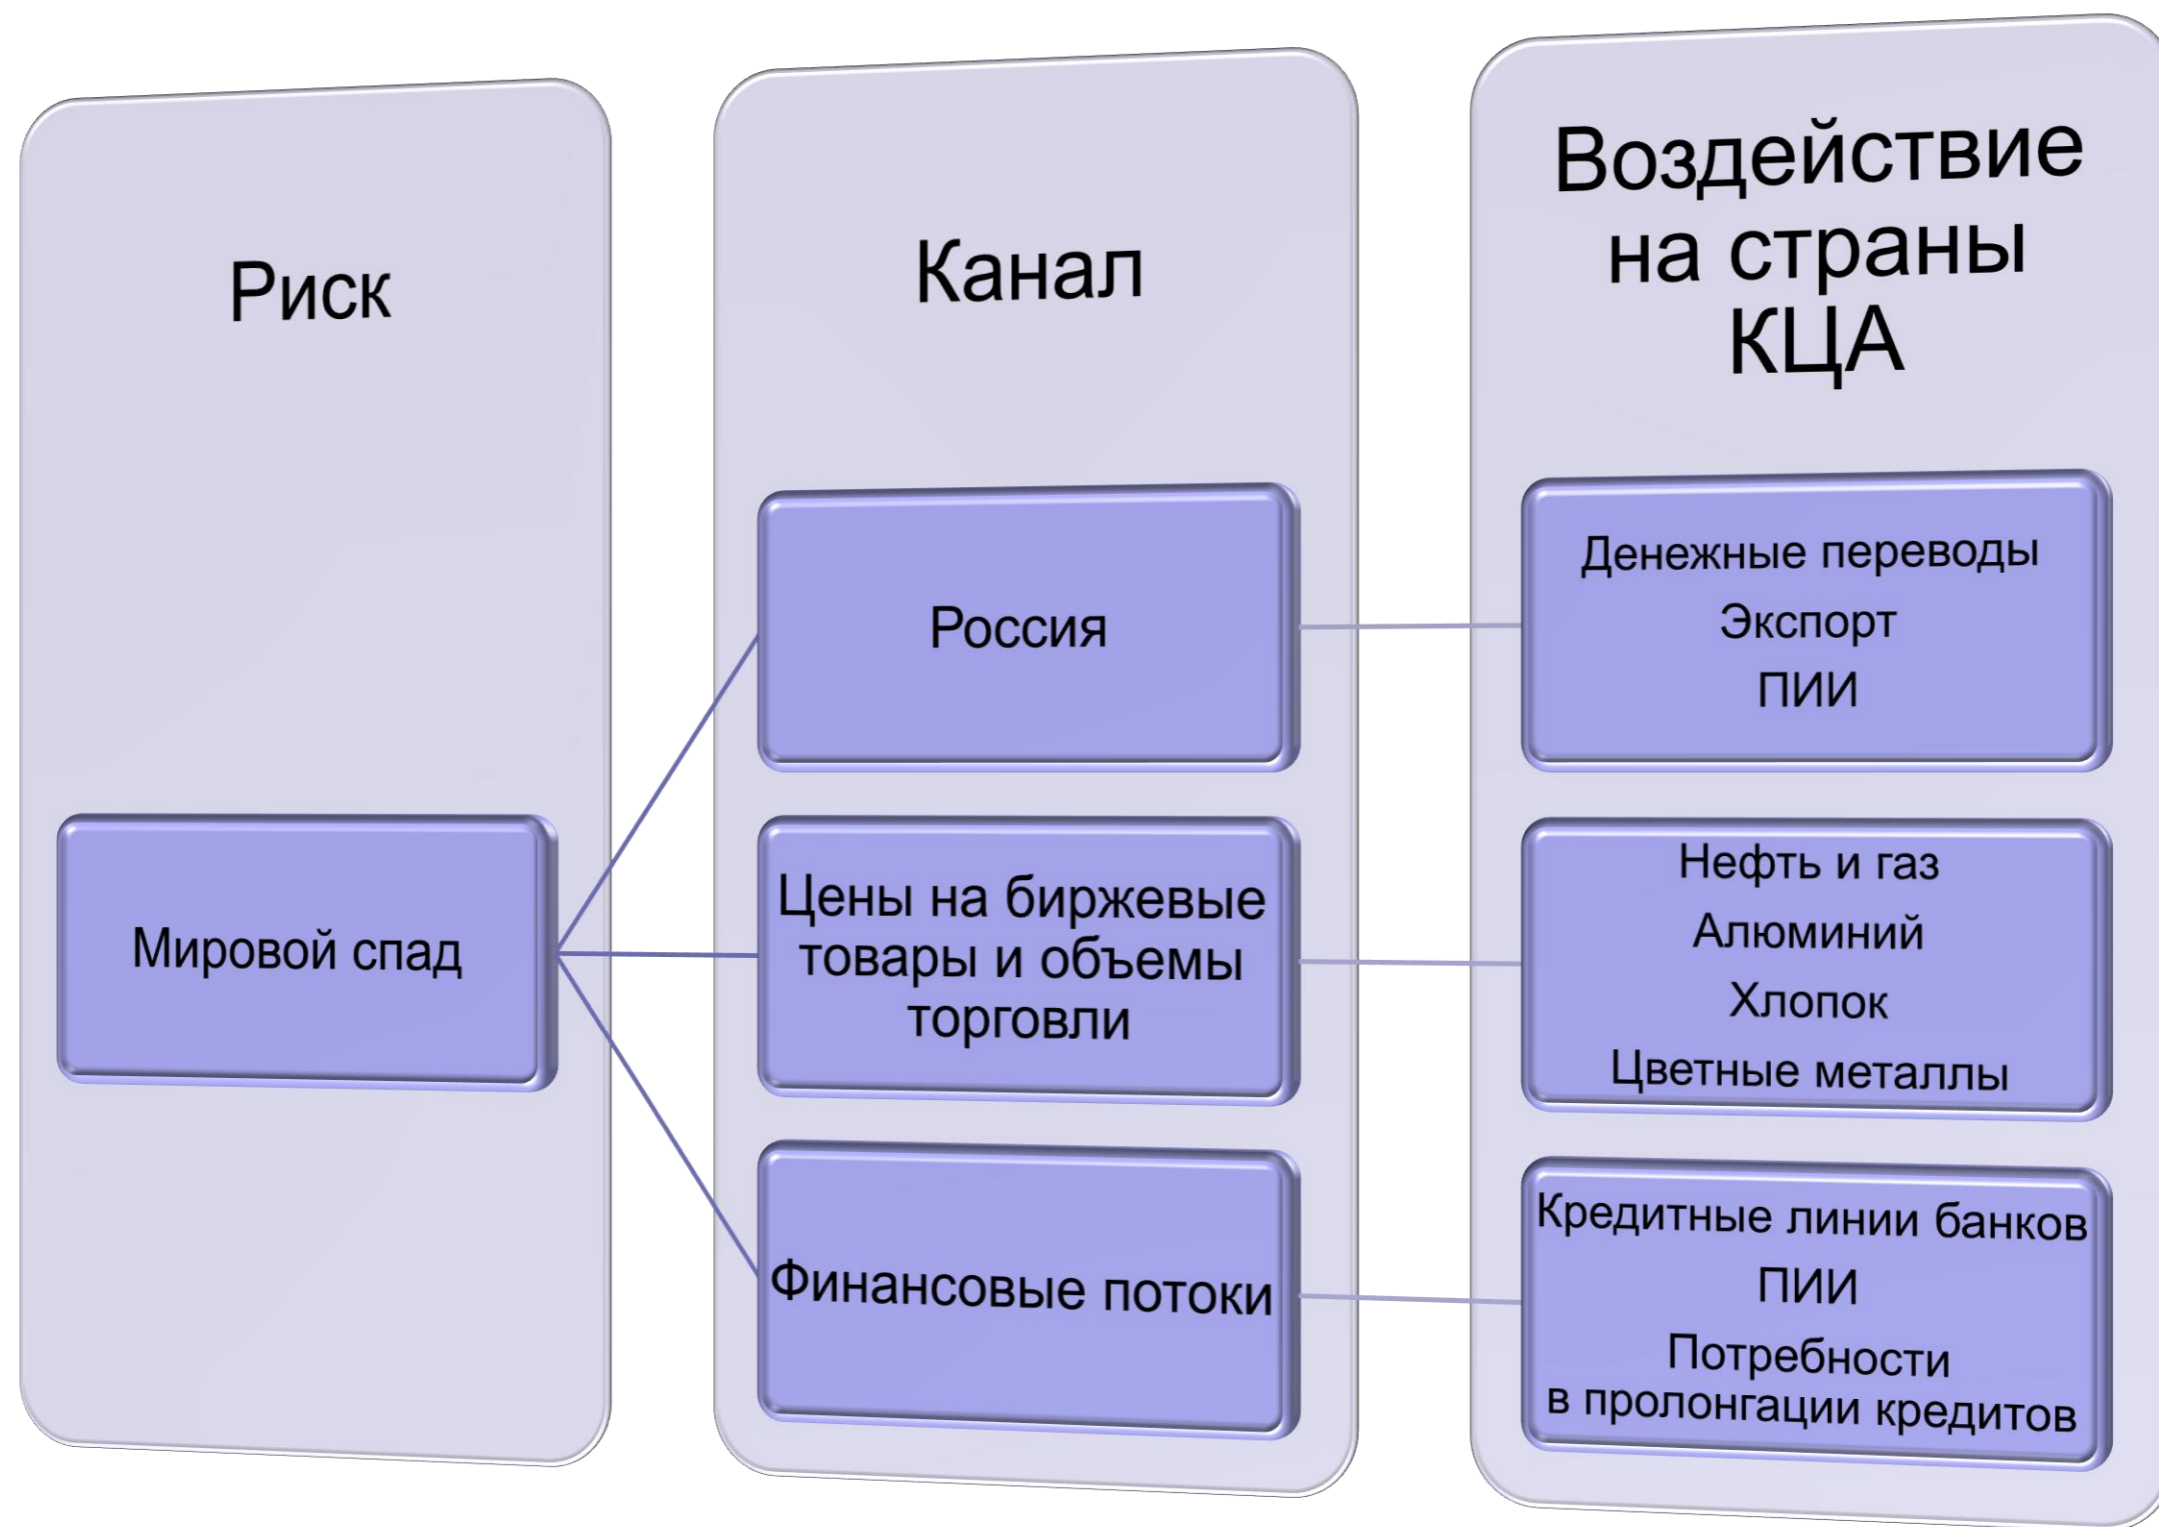 Риск
Мировой спад
Канал
Россия
Цены на биржевые
товары и объемы
торговли
Финансовые потоки
Воздействие
на страны
КЦА
Денежные переводы
Экспорт
ПИИ
Нефть и газ
Алюминий
Хлопок
Цветные металлы
Кредитные линии банков
ПИИ
Потребности
в пролонгации кредитов